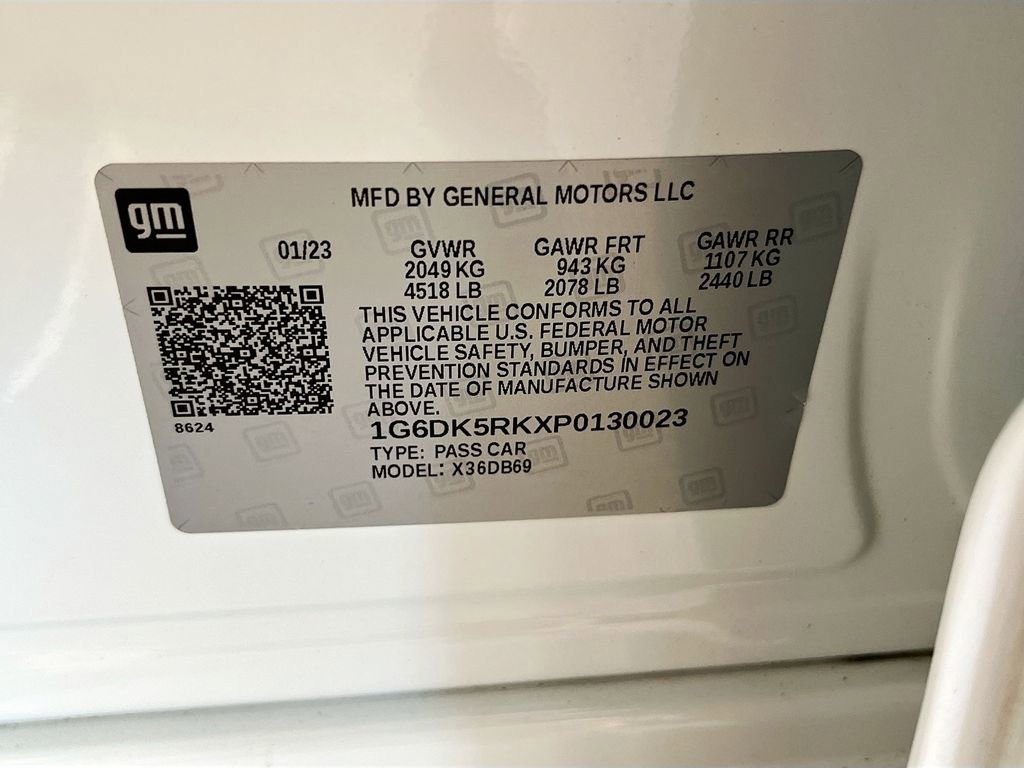 gm
MFD BY GENERAL MOTORS LLC
01/23 GVWR GAWR FRT GAWR RR
2049 KG 943 KG 1107 KG
4518 LB 2078 LB 2440 LB
THIS VEHICLE CONFORMS TO ALL
APPLICABLE U.S. FEDERAL MOTOR
VEHICLE SAFETY, BUMPER, AND THEFT
PREVENTION STANDARDS IN EFFECT ON
THE DATE OF MANUFACTURE SHOWN
ABOVE.
8624
1G6DK5RKXP0130023
TYPE: PASS CAR
MODEL: X36DB69